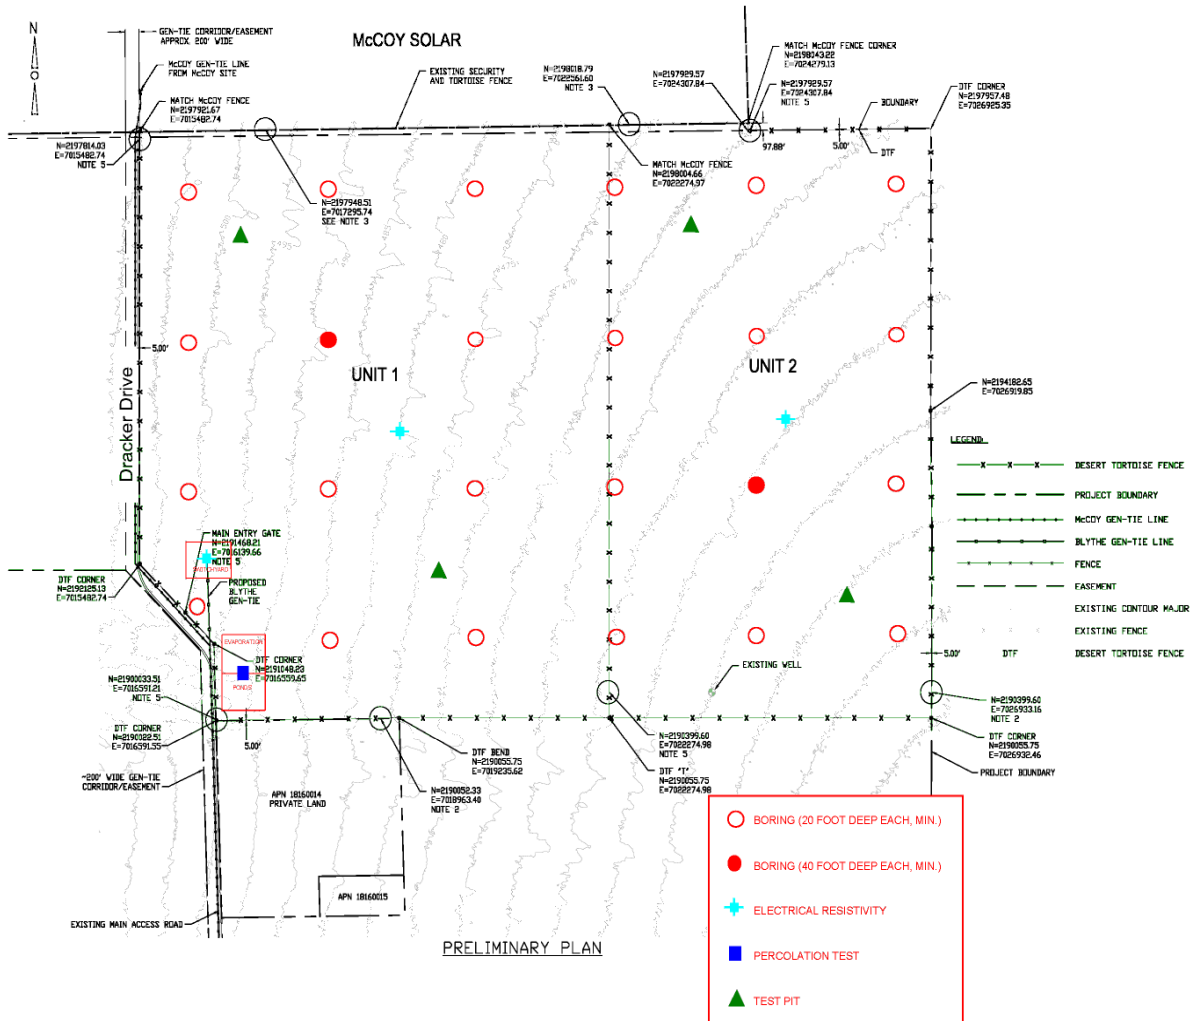 N
GEN-TIE CORRIDOR/EASEMENT
APPROX. 200' WIDE
McCOY GEN-TIE LINE
FROM McCOY SITE
MATCH McCOY FENCE
N=2197921.67
E=7015482.74
N=2197814.03
E=7015482.74
NOTE 5
McCOY SOLAR
EXISTING SECURITY
AND TORTOISE FENCE
N=2198018.79
E=7022561.60
NOTE 3
N=2197929.57
E=7024307.84
MATCH McCOY FENCE CORNER
N=2198043.22
E=7024279.13
N=2197929.57
E=7024307.84
NOTE 5
BOUNDARY
DTF CORNER
N=2197957.48
E=7026925.35
97.88'
5.00'
DTF
MATCH McCOY FENCE
N=2198004.66
E=7022274.97
N=2197948.51
E=7017295.74
SEE NOTE 3
5.00'
Dracker Drive
UNIT 1
UNIT 2
N=2194182.65
E=7026919.85
MAIN ENTRY GATE
N=2191468.21
E=7016139.66
NOTE 5
SWITCHYARD
PROPOSED
BLYTHE
GEN-TIE
DTF CORNER
N=2192125.13
E=7015482.74
EVAPORATION
PONDS
DTF CORNER
N=2191048.23
E=7016559.65
N=2190033.51
E=7016591.21
NOTE 5
DTF CORNER
N=2190022.51
E=7016591.55
5.00'
~200' WIDE GEN-TIE
CORRIDOR/EASEMENT
APN 18160014
PRIVATE LAND
APN 18160015
EXISTING MAIN ACCESS ROAD
DTF BEND
N=2190055.75
E=7019235.62
N=2190052.33
E=7018963.40
NOTE 2
EXISTING WELL
N=2190399.60
E=7022274.98
NOTE 5
DTF "T"
N=2190055.75
E=7022274.98
5.00'
N=2190399.60
E=7026933.16
NOTE 2
DTF CORNER
N=2190055.75
E=7026932.46
PROJECT BOUNDARY
LEGEND:
DESERT TORTOISE FENCE
PROJECT BOUNDARY
McCOY GEN-TIE LINE
BLYTHE GEN-TIE LINE
FENCE
EASEMENT
EXISTING CONTOUR MAJOR
EXISTING FENCE
DTF DESERT TORTOISE FENCE
PRELIMINARY PLAN
BORING (20 FOOT DEEP EACH, MIN.)
BORING (40 FOOT DEEP EACH, MIN.)
ELECTRICAL RESISTIVITY
PERCOLATION TEST
TEST PIT